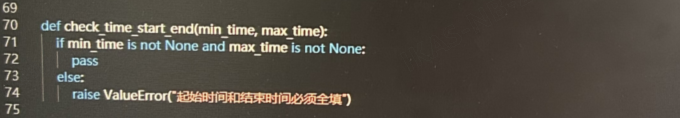 69
70 def check_time_start_end(min_time, max_time):
71 if min_time is not None and max_time is not None:
72 pass
73 else:
74 raise ValueError("起始时间和结束时间必须全填")
75